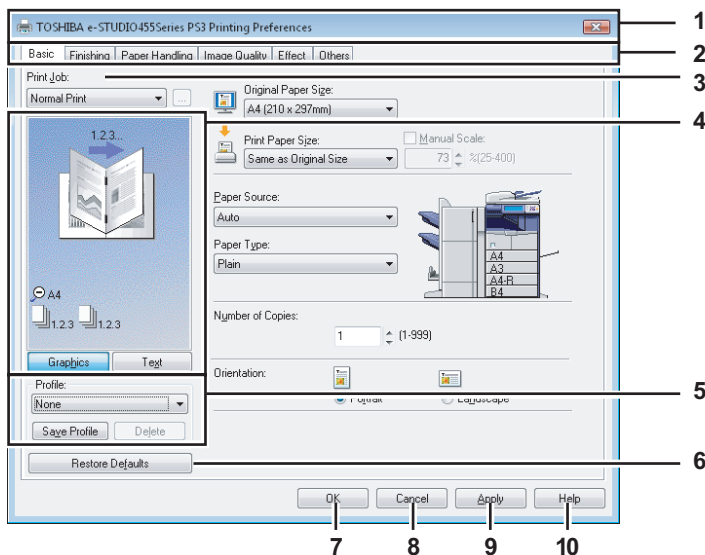 TOSHIBA e-STUDIO455Series PS3 Printing Preferences
1
Basic Finishing Paper Handling Image Quality Effect Others
2
Print Job:
3
Normal Print
...
Original Paper Size:
A4 (210 x 297mm)
4
1.2.3...
Print Paper Size:
Same as Original Size
Manual Scale:
73 %(25-400)
Paper Source:
Auto
Paper Type:
Plain
A4
A3
A4-R
B4
A4
1.2.3 1.2.3
Number of Copies:
1 (1-999)
Graphics Text
Orientation:
Portrait Landscape
Profile:
None
5
Save Profile Delete
Restore Defaults
6
OK Cancel Apply Help
7 8 9 10